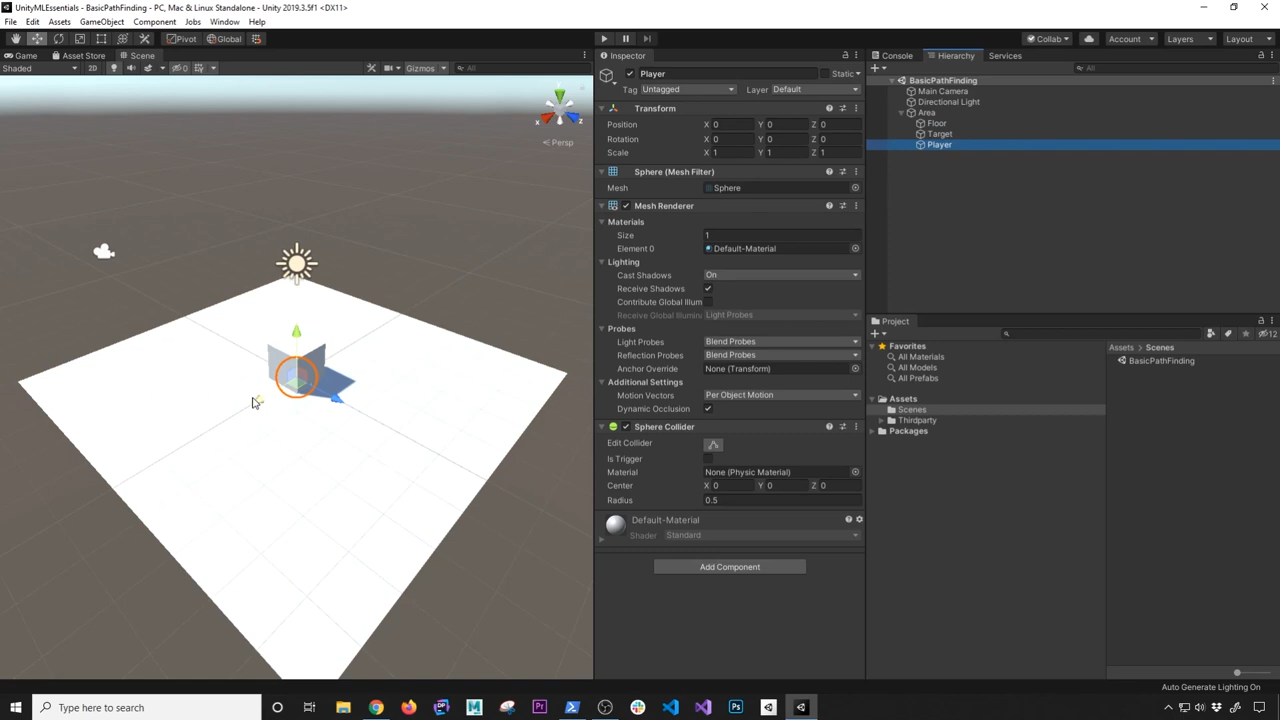 UnityMLEssentials - BasicPathFinding - PC, Mac & Linux Standalone - Unity 2019.3.5f1 <DX11>
File Edit Assets GameObject Component Jobs Window Help
Pivot Global Collab Account Layers Layout
Game Asset Store Scene
Shaded 2D 0 Gizmos All
x z
Persp
Inspector
Player Static
Tag Untagged Layer Default
Transform
Position X 0 Y 0 Z 0
Rotation X 0 Y 0 Z 0
Scale X 1 Y 1 Z 1
Sphere (Mesh Filter)
Mesh Sphere
Mesh Renderer
Materials
Size 1
Element 0 Default-Material
Lighting
Cast Shadows On
Receive Shadows
Contribute Global Illum
Receive Global Illumina Light Probes
Probes
Light Probes Blend Probes
Reflection Probes Blend Probes
Anchor Override None (Transform)
Additional Settings
Motion Vectors Per Object Motion
Dynamic Occlusion
Sphere Collider
Edit Collider
Is Trigger
Material None (Physic Material)
Center X 0 Y 0 Z 0
Radius 0.5
Default-Material
Shader Standard
Add Component
Console Hierarchy Services
All
BasicPathFinding
Main Camera
Directional Light
Area
Floor
Target
Player
Project
12
Favorites
All Materials
All Models
All Prefabs
Assets
Scenes
Thirdparty
Packages
Assets > Scenes
BasicPathFinding
Auto Generate Lighting On
Type here to search